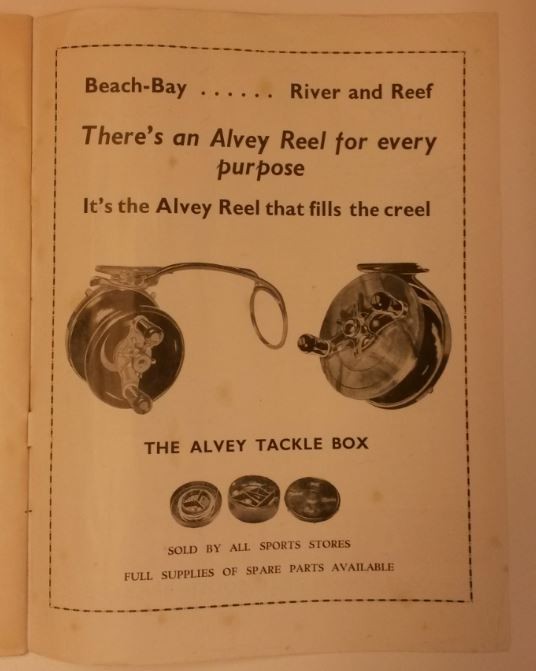 Beach-Bay ...... River and Reef
There's an Alvey Reel for every
purpose
It's the Alvey Reel that fills the creel
THE ALVEY TACKLE BOX
SOLD BY ALL SPORTS STORES
FULL SUPPLIES OF SPARE PARTS AVAILABLE